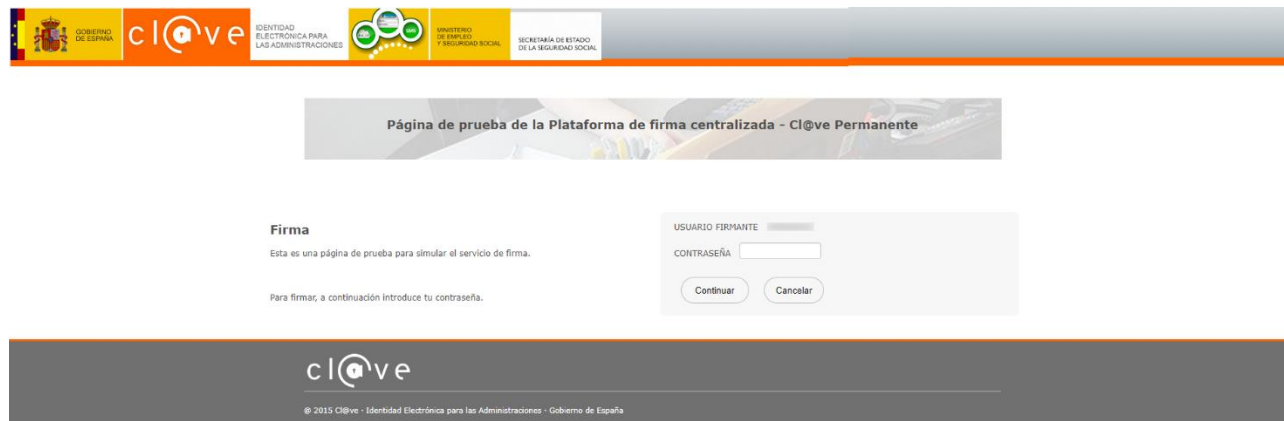 GOBIERNO
DE ESPAÑA
cl@ve
IDENTIDAD
ELECTRÓNICA PARA
LAS ADMINISTRACIONES
MINISTERIO
DE EMPLEO
Y SEGURIDAD SOCIAL
SECRETARÍA DE ESTADO
DE LA SEGURIDAD SOCIAL
Página de prueba de la Plataforma de firma centralizada - Cl@ve Permanente
Firma
Esta es una página de prueba para simular el servicio de firma.
Para firmar, a continuación introduce tu contraseña.
USUARIO FIRMANTE
CONTRASEÑA
Continuar Cancelar
cl@ve
@ 2015 Cl@ve - Identidad Electrónica para las Administraciones - Gobierno de España